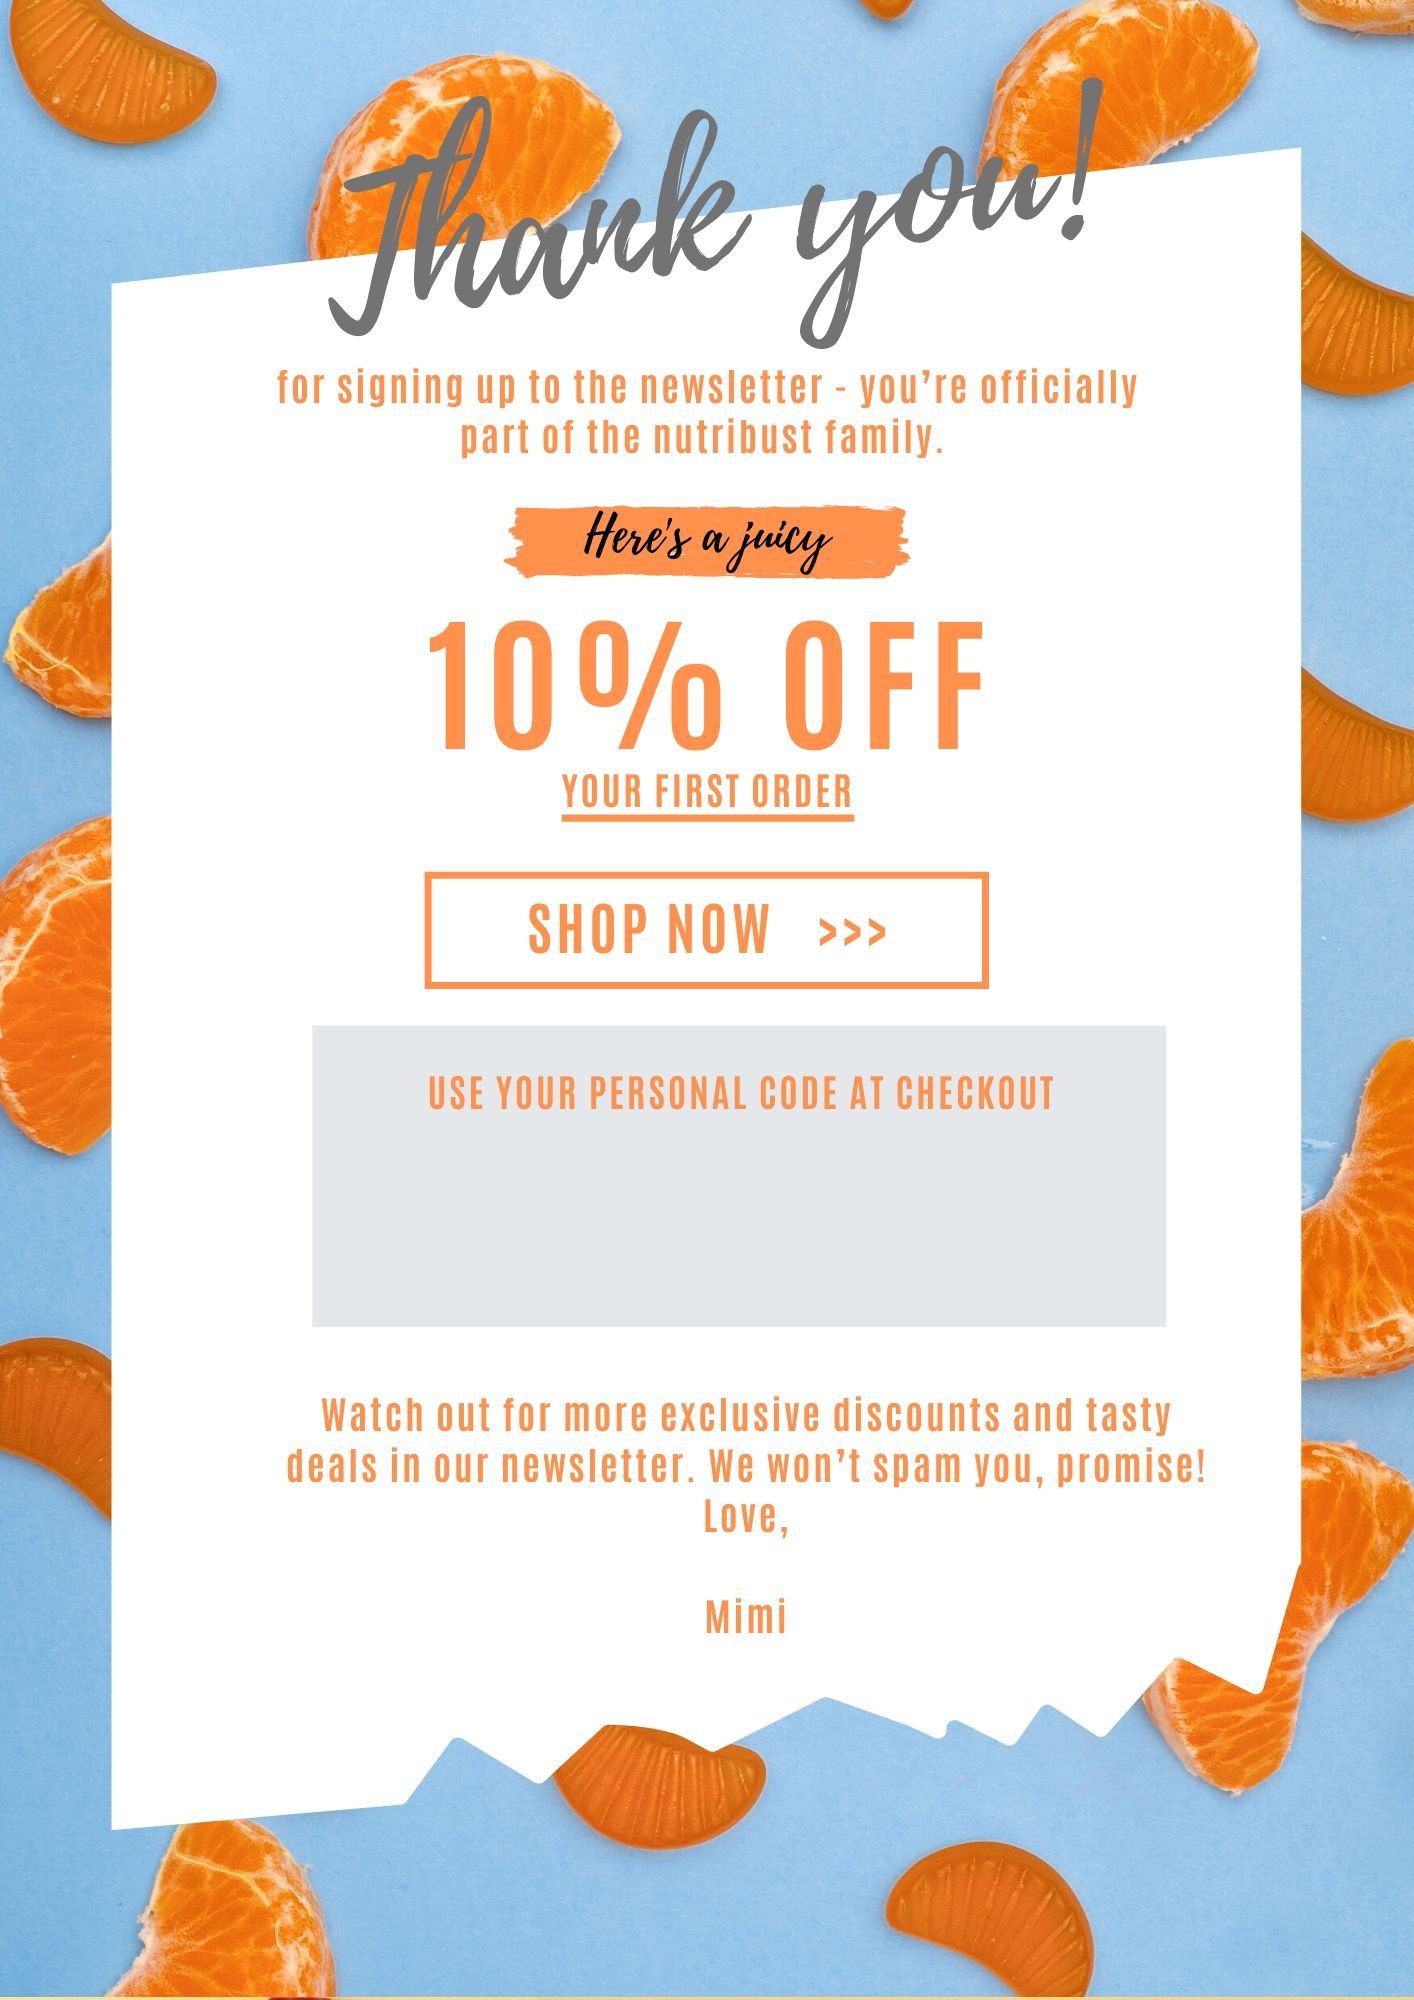 Thank you!
for signing up to the newsletter - you’re officially
part of the nutribust family.
Here's a juicy
10% OFF
YOUR FIRST ORDER
SHOP NOW >>>
USE YOUR PERSONAL CODE AT CHECKOUT
Watch out for more exclusive discounts and tasty
deals in our newsletter. We won’t spam you, promise!
Love,
Mimi